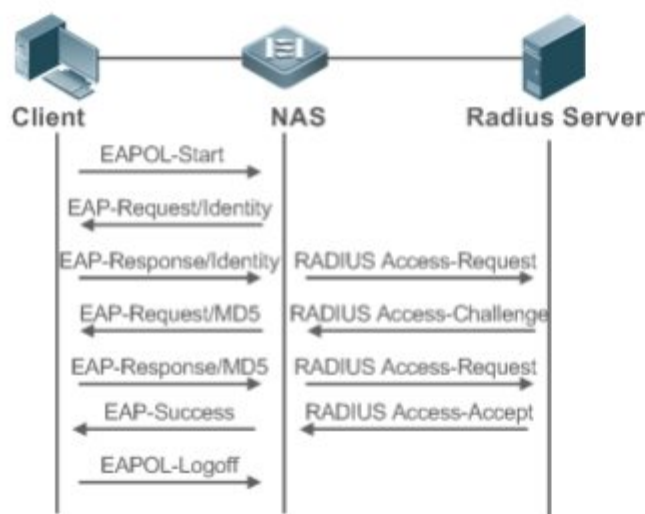 Client NAS Radius Server
EAPOL-Start
EAP-Request/Identity
EAP-Response/Identity RADIUS Access-Request
EAP-Request/MD5 RADIUS Access-Challenge
EAP-Response/MD5 RADIUS Access-Request
EAP-Success RADIUS Access-Accept
EAPOL-Logoff